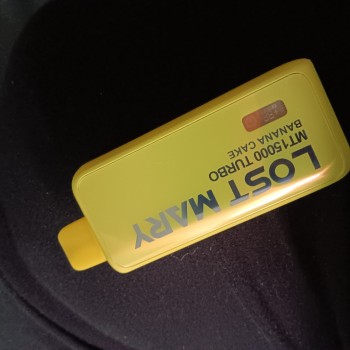 LOST MARY
MT15000 TURBO
BANANA CAKE